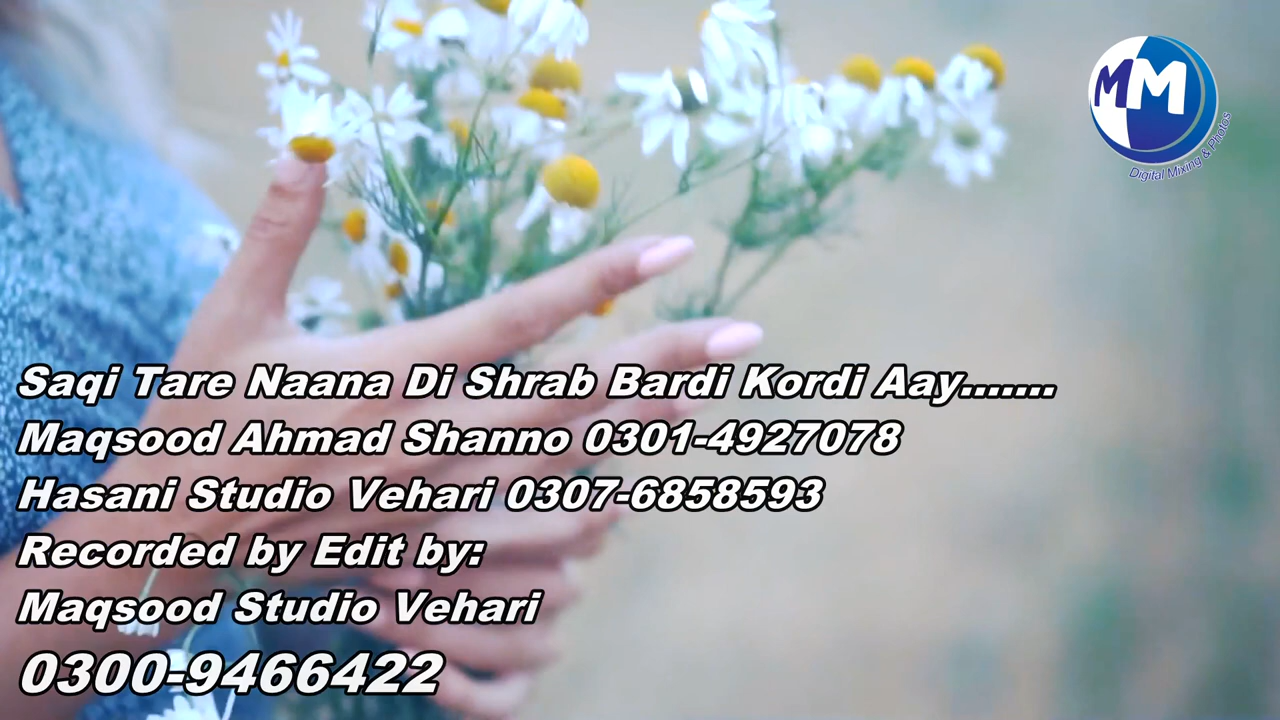 MM
Digital Mixing & Photos
Saqi Tare Naana Di Shrab Bardi Kordi Aay.......
Maqsood Ahmad Shanno 0301-4927078
Hasani Studio Vehari 0307-6858593
Recorded by Edit by:
Maqsood Studio Vehari
0300-9466422